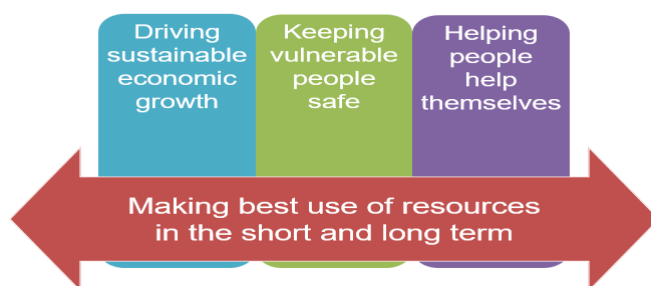 Driving
sustainable
economic
growth
Keeping
vulnerable
people
safe
Helping
people
help
themselves
Making best use of resources
in the short and long term